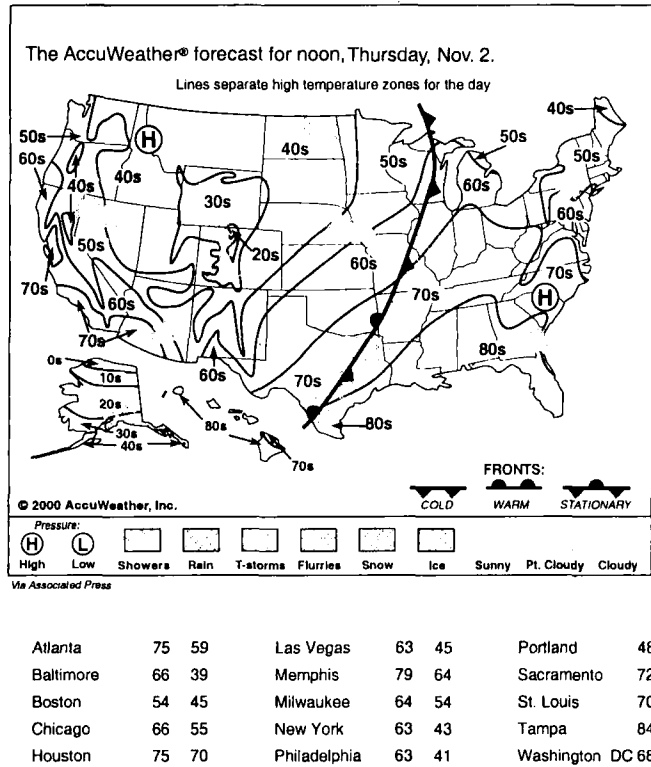 The AccuWeather® forecast for noon, Thursday, Nov. 2.
Lines separate high temperature zones for the day
40s
50s
50s
40s
50s
50s
60s
60s
40s
40s
30s
60s
20s
50s
60s
70s
70s
H
H
70s
60s
70s
80s
70s
60s
80s
0s
10s
20s
30s
40s
80s
70s
FRONTS:
COLD WARM STATIONARY
© 2000 AccuWeather, Inc.
Pressure:
H L
High Low Showers Rain T-storms Flurries Snow Ice Sunny Pt. Cloudy Cloudy
Via Associated Press
Atlanta 75 59 Las Vegas 63 45 Portland 48
Baltimore 66 39 Memphis 79 64 Sacramento 72
Boston 54 45 Milwaukee 64 54 St. Louis 70
Chicago 66 55 New York 63 43 Tampa 84
Houston 75 70 Philadelphia 63 41 Washington DC 68